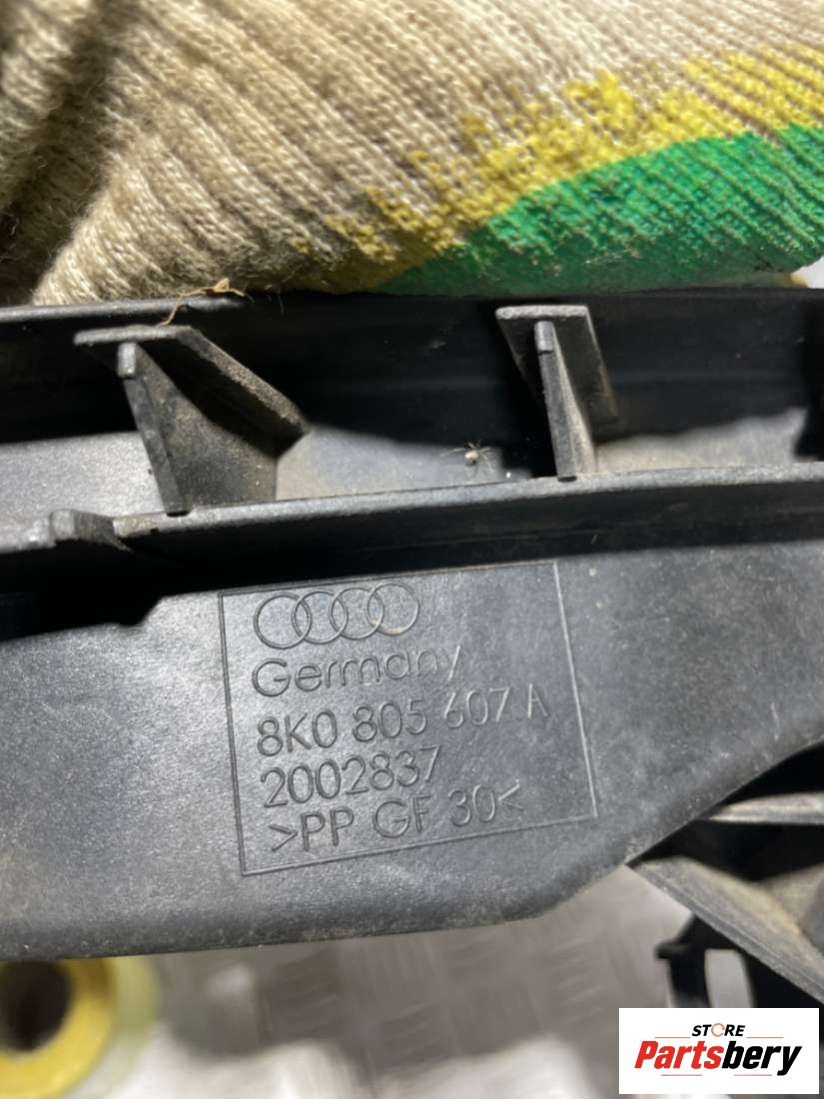 Germany
8K0 805 607 A
2002837
>PP GF 30<
STORE
Partsbery